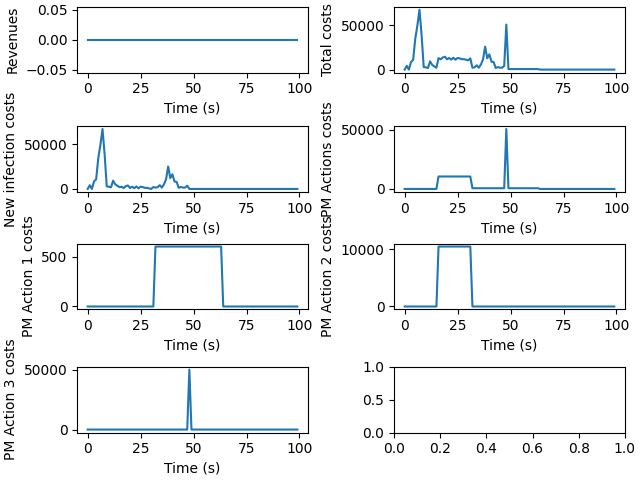 Revenues
0.05
0.00
−0.05
0 25 50 75 100
Time (s)
Total costs
50000
0
0 25 50 75 100
Time (s)
New infection costs
50000
0
0 25 50 75 100
Time (s)
PM Actions costs
50000
0
0 25 50 75 100
Time (s)
PM Action 1 costs
500
0
0 25 50 75 100
Time (s)
PM Action 2 costs
10000
0
0 25 50 75 100
Time (s)
PM Action 3 costs
50000
0
0 25 50 75 100
Time (s)
1.0
0.5
0.0
0.0 0.2 0.4 0.6 0.8 1.0